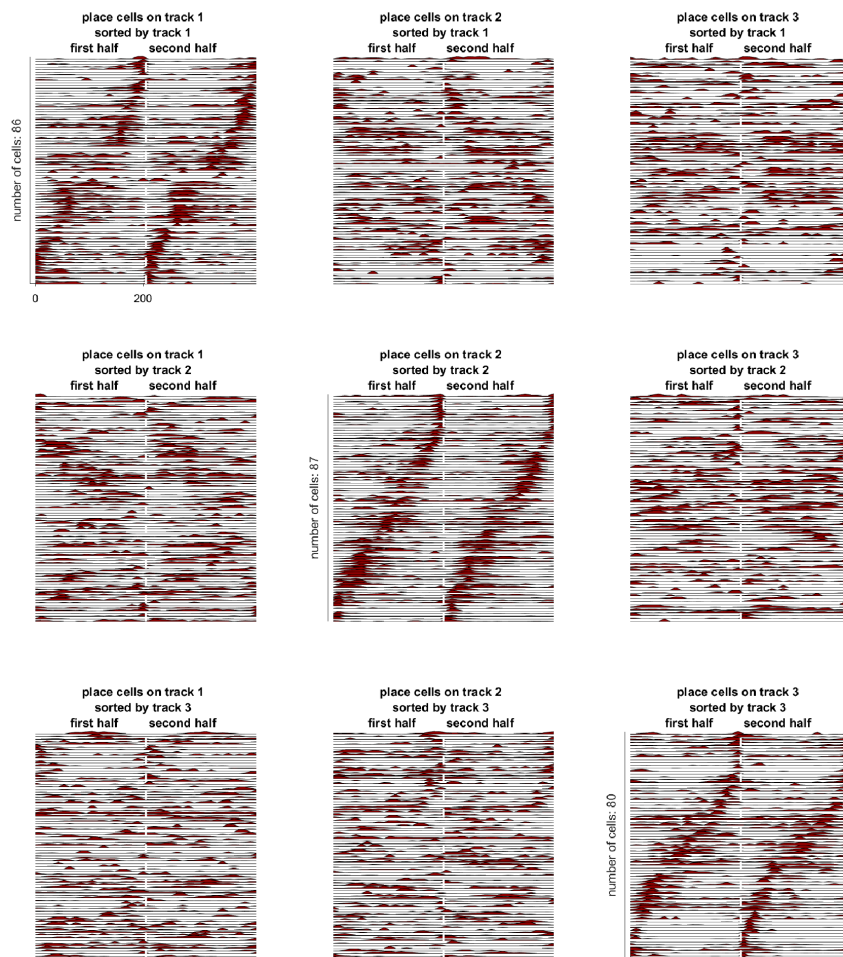 place cells on track 1
sorted by track 1
first half second half
number of cells: 86
0 200
place cells on track 2
sorted by track 1
first half second half
place cells on track 3
sorted by track 1
first half second half
place cells on track 1
sorted by track 2
first half second half
place cells on track 2
sorted by track 2
first half second half
number of cells: 87
place cells on track 3
sorted by track 2
first half second half
place cells on track 1
sorted by track 3
first half second half
place cells on track 2
sorted by track 3
first half second half
place cells on track 3
sorted by track 3
first half second half
number of cells: 80